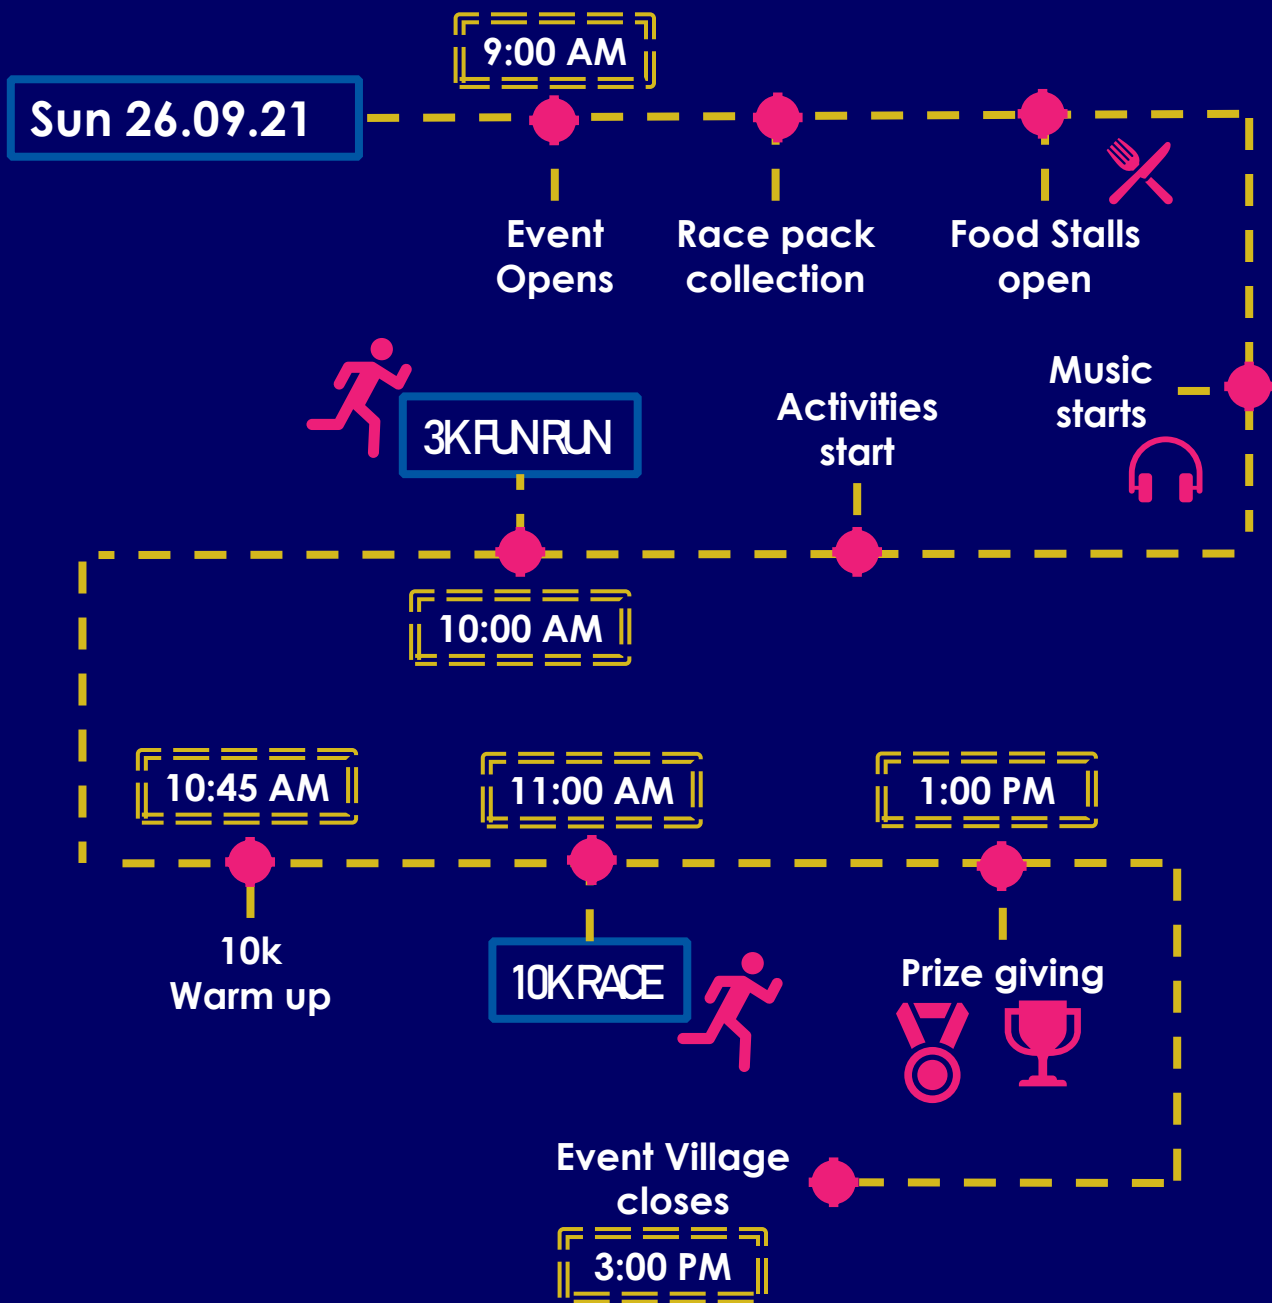 9:00 AM
Sun 26.09.21
Event
Opens
Race pack
collection
Food Stalls
open
Music
starts
Activities
start
3K FUN RUN
10:00 AM
10:45 AM
11:00 AM
1:00 PM
10k
Warm up
10K RACE
Prize giving
Event Village
closes
3:00 PM